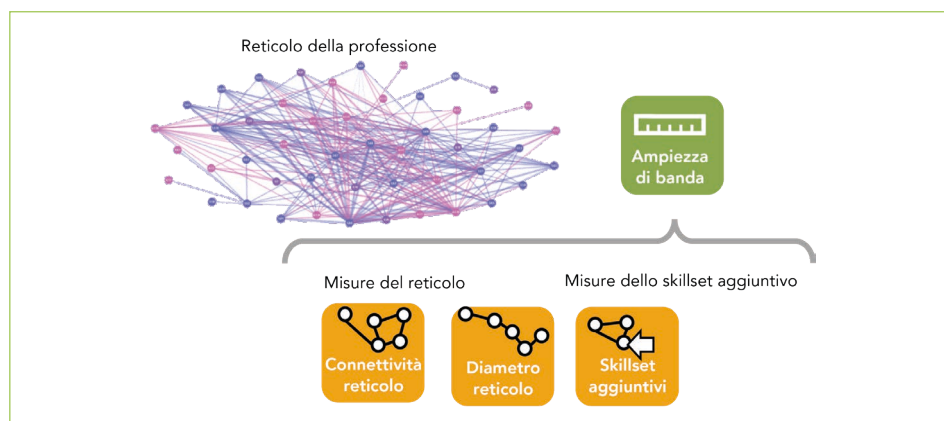 Reticolo della professione
Ampiezza
di banda
Misure del reticolo
Misure dello skillset aggiuntivo
Connettività
reticolo
Diametro
reticolo
Skillset
aggiuntivi